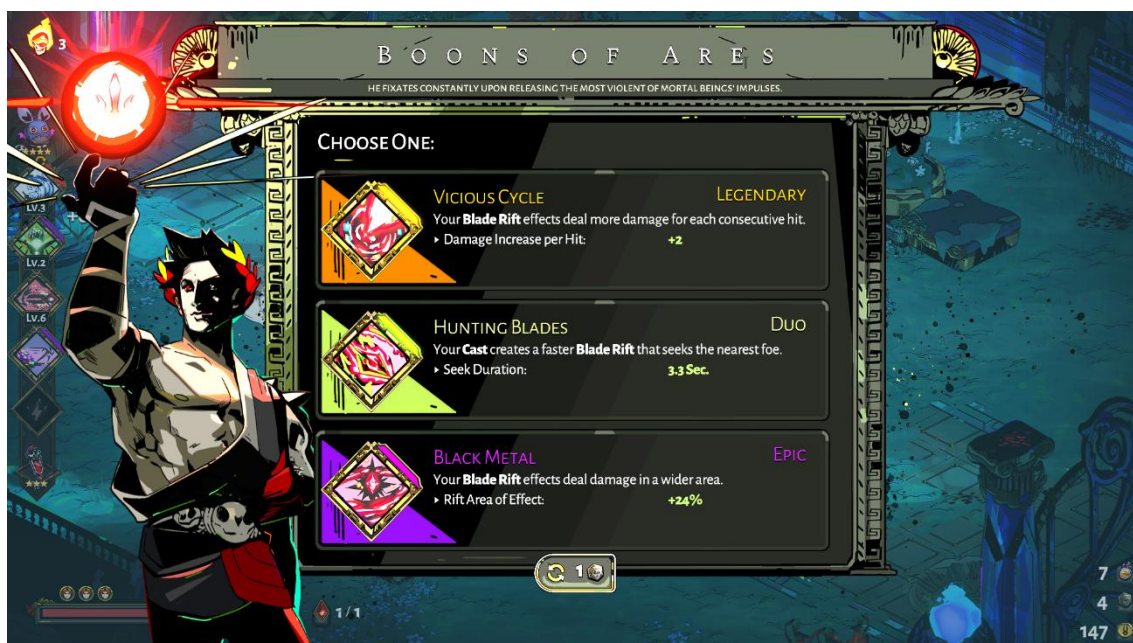 3
BOONS OF ARES
HE FIXATES CONSTANTLY UPON RELEASING THE MOST VIOLENT OF MORTAL BEINGS' IMPULSES.
CHOOSE ONE:
VICIOUS CYCLE LEGENDARY
Your Blade Rift effects deal more damage for each consecutive hit.
▸ Damage Increase per Hit: +2
LV.3
HUNTING BLADES DUO
Your Cast creates a faster Blade Rift that seeks the nearest foe.
▸ Seek Duration: 3.3 Sec.
LV.2
LV.6
BLACK METAL EPIC
Your Blade Rift effects deal damage in a wider area.
▸ Rift Area of Effect: +24%
1
1/1
7
4
147